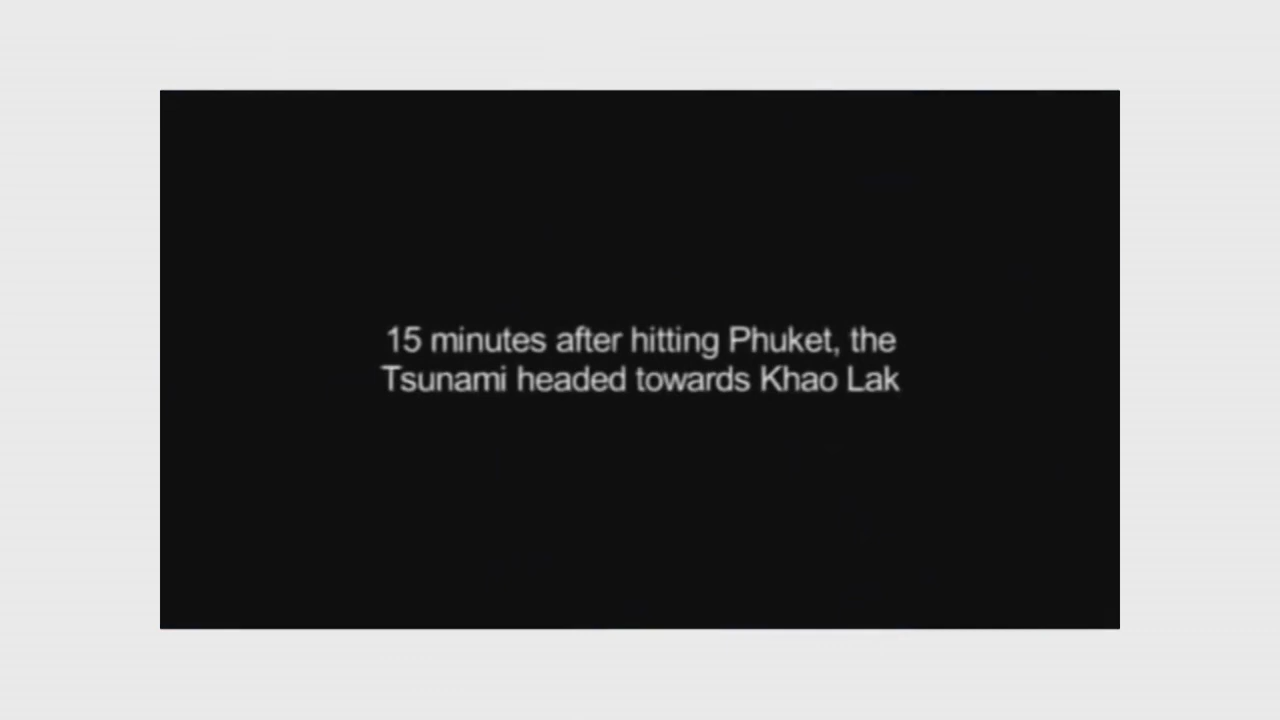 15 minutes after hitting Phuket, the
Tsunami headed towards Khao Lak